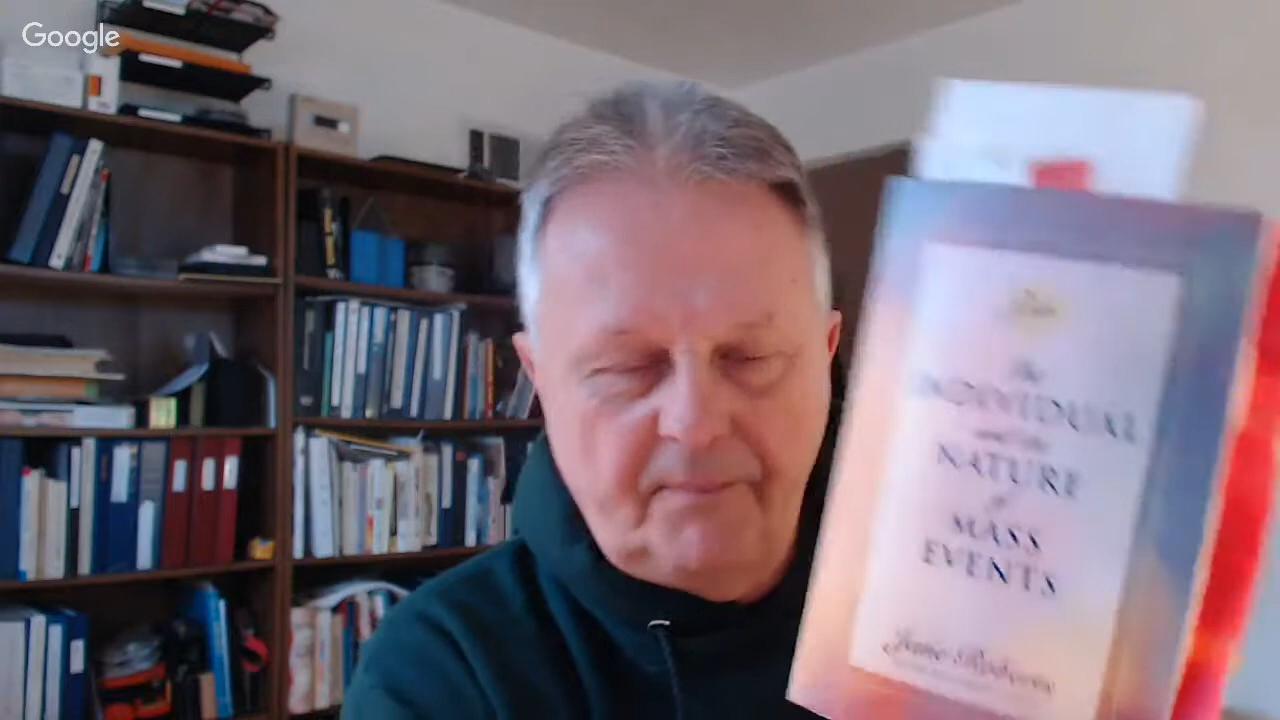 Google
The
INDIVIDUAL
and the
NATURE
of
MASS
EVENTS
Jane Roberts